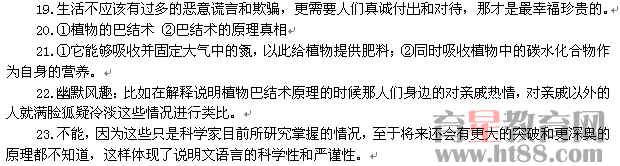 19.生活不应该有过多的恶意谎言和欺骗，更需要人们真诚付出和对待，那才是最幸福珍贵的。
20.①植物的巴结术 ②巴结术的原理真相
21.①它能够吸收并固定大气中的氮，以此给植物提供肥料；②同时吸收植物中的碳水化合物作
为自身的营养。
22.幽默风趣：比如在解释说明植物巴结术原理的时候那人们身边的对亲戚热情，对亲戚以外的
人就满脸狐疑冷淡这些情况进行类比。
23.不能，因为这些只是科学家目前所研究掌握的情况，至于将来还会有更大的突破和更深奥的
原理都不知道，这样体现了说明文语言的科学性和严谨性。
育星教育网
www.ht88.com